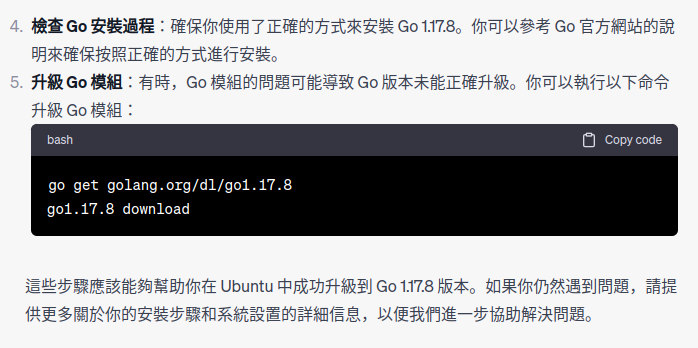 4. 檢查 Go 安裝過程：確保你使用了正確的方式來安裝 Go 1.17.8。你可以參考 Go 官方網站的說
明來確保按照正確的方式進行安裝。
5. 升級 Go 模組：有時，Go 模組的問題可能導致 Go 版本未能正確升級。你可以執行以下命令
升級 Go 模組：
bash Copy code
go get golang.org/dl/go1.17.8
go1.17.8 download
這些步驟應該能夠幫助你在 Ubuntu 中成功升級到 Go 1.17.8 版本。如果你仍然遇到問題，請提
供更多關於你的安裝步驟和系統設置的詳細信息，以便我們進一步協助解決問題。